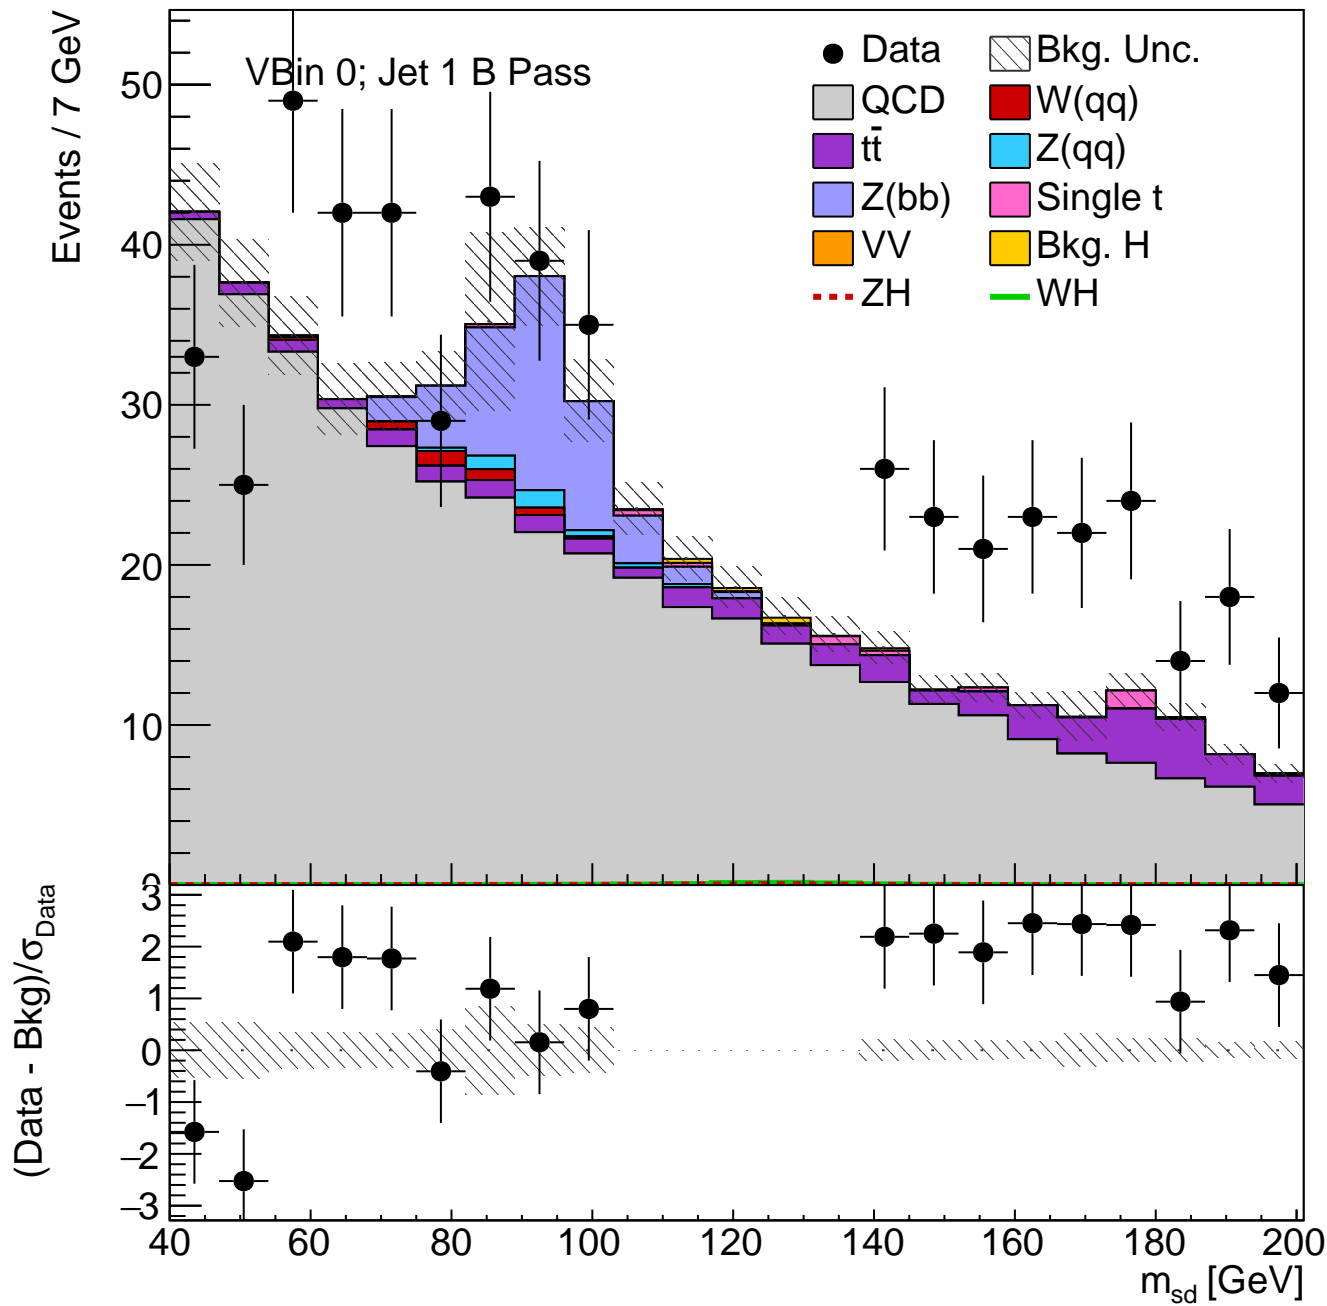 VBin 0; Jet 1 B Pass
Data
Bkg. Unc.
QCD
W(qq)
tt̄
Z(qq)
Z(bb)
Single t
VV
Bkg. H
ZH
WH
Events / 7 GeV
50
40
30
20
10
0
(Data - Bkg)/σ_Data
3
2
1
0
−1
−2
−3
40 60 80 100 120 140 160 180 200
m_sd [GeV]